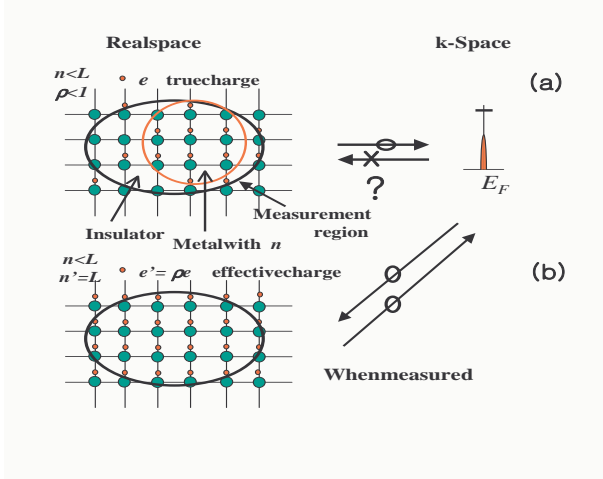 Realspace
k-Space
n<L
ρ<1
e truecharge
(a)
?
E_F
Measurement
region
Insulator
Metalwith n
n<L
n'=L
e'= ρe effectivecharge
(b)
Whenmeasured